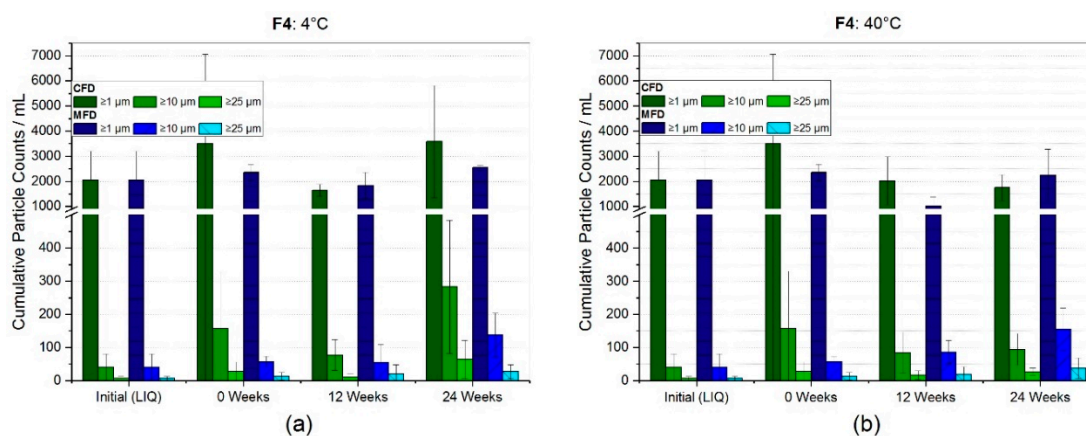 F4: 4°C
Cumulative Particle Counts / mL
7000
6000
5000
4000
3000
2000
1000
400
300
200
100
0
CFD
≥1 µm ≥10 µm ≥25 µm
MFD
≥1 µm ≥10 µm ≥25 µm
Initial (LIQ) 0 Weeks 12 Weeks 24 Weeks
(a)
F4: 40°C
Cumulative Particle Counts / mL
7000
6000
5000
4000
3000
2000
1000
400
300
200
100
0
CFD
≥1 µm ≥10 µm ≥25 µm
MFD
≥1 µm ≥10 µm ≥25 µm
Initial (LIQ) 0 Weeks 12 Weeks 24 Weeks
(b)